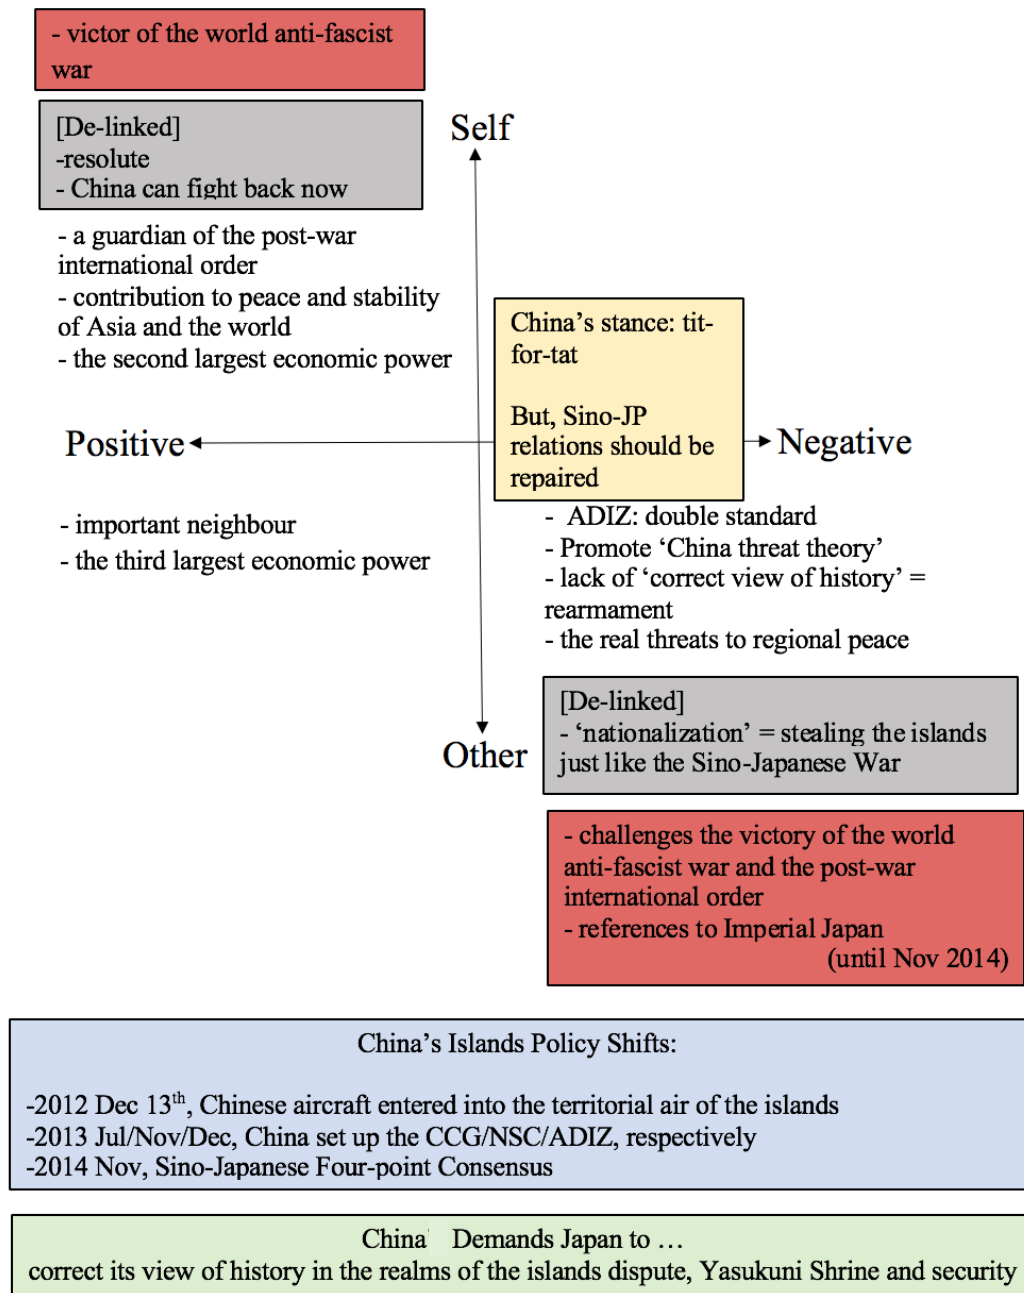 - victor of the world anti-fascist
war
[De-linked]
-resolute
- China can fight back now
Self
- a guardian of the post-war
international order
- contribution to peace and stability
of Asia and the world
- the second largest economic power
China’s stance: tit-
for-tat
But, Sino-JP
relations should be
repaired
Positive
Negative
- important neighbour
- the third largest economic power
- ADIZ: double standard
- Promote ‘China threat theory’
- lack of ‘correct view of history’ =
rearmament
- the real threats to regional peace
Other
[De-linked]
- ‘nationalization’ = stealing the islands
just like the Sino-Japanese War
- challenges the victory of the world
anti-fascist war and the post-war
international order
- references to Imperial Japan
(until Nov 2014)
China’s Islands Policy Shifts:
-2012 Dec 13th, Chinese aircraft entered into the territorial air of the islands
-2013 Jul/Nov/Dec, China set up the CCG/NSC/ADIZ, respectively
-2014 Nov, Sino-Japanese Four-point Consensus
China Demands Japan to …
correct its view of history in the realms of the islands dispute, Yasukuni Shrine and security